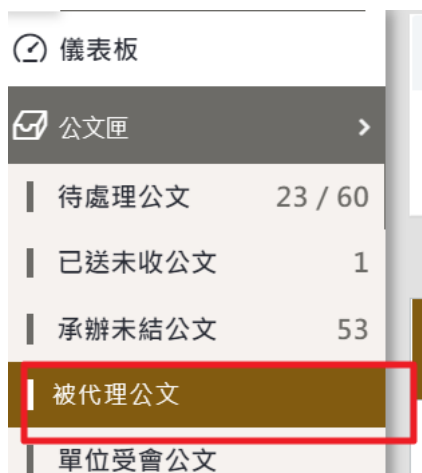 儀表板
公文匣
待處理公文 23 / 60
已送未收公文 1
承辦未結公文 53
被代理公文
單位受會公文